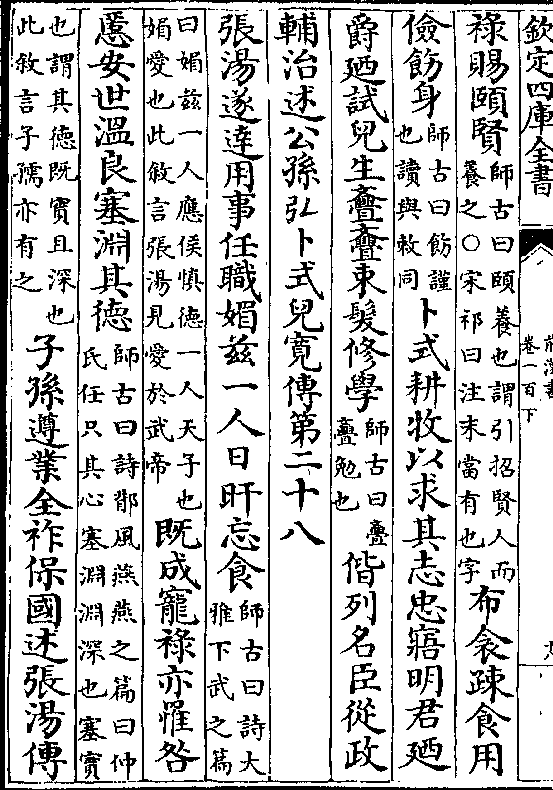 欽定四庫全書
前漢書
卷一百下
九
祿賜頤賢師古曰頤養也謂引招賢人而養之○宋祁曰注末當有也字布衾疎食用
儉飭身師古曰飭謹也讀與敕同卜式耕牧以求其志忠寤明君廼
爵廼試兒生亹亹束髮修學師古曰亹亹勉也偕列名臣從政
輔治述公孫弘卜式兒寛傳第二十八
張湯遂達用事任職媚兹一人日旰忘食師古曰詩大雅下武之篇
曰媚兹一人應侯慎德一人天子也媚愛也此敘言張湯見愛於武帝既成寵祿亦罹咎
慝安世溫良塞淵其德師古曰詩鄁風燕燕之篇曰仲氏任只其心塞淵淵深也塞實
也謂其德既實且深也此敘言子孺亦有之子孫遵業全祚保國述張湯傳